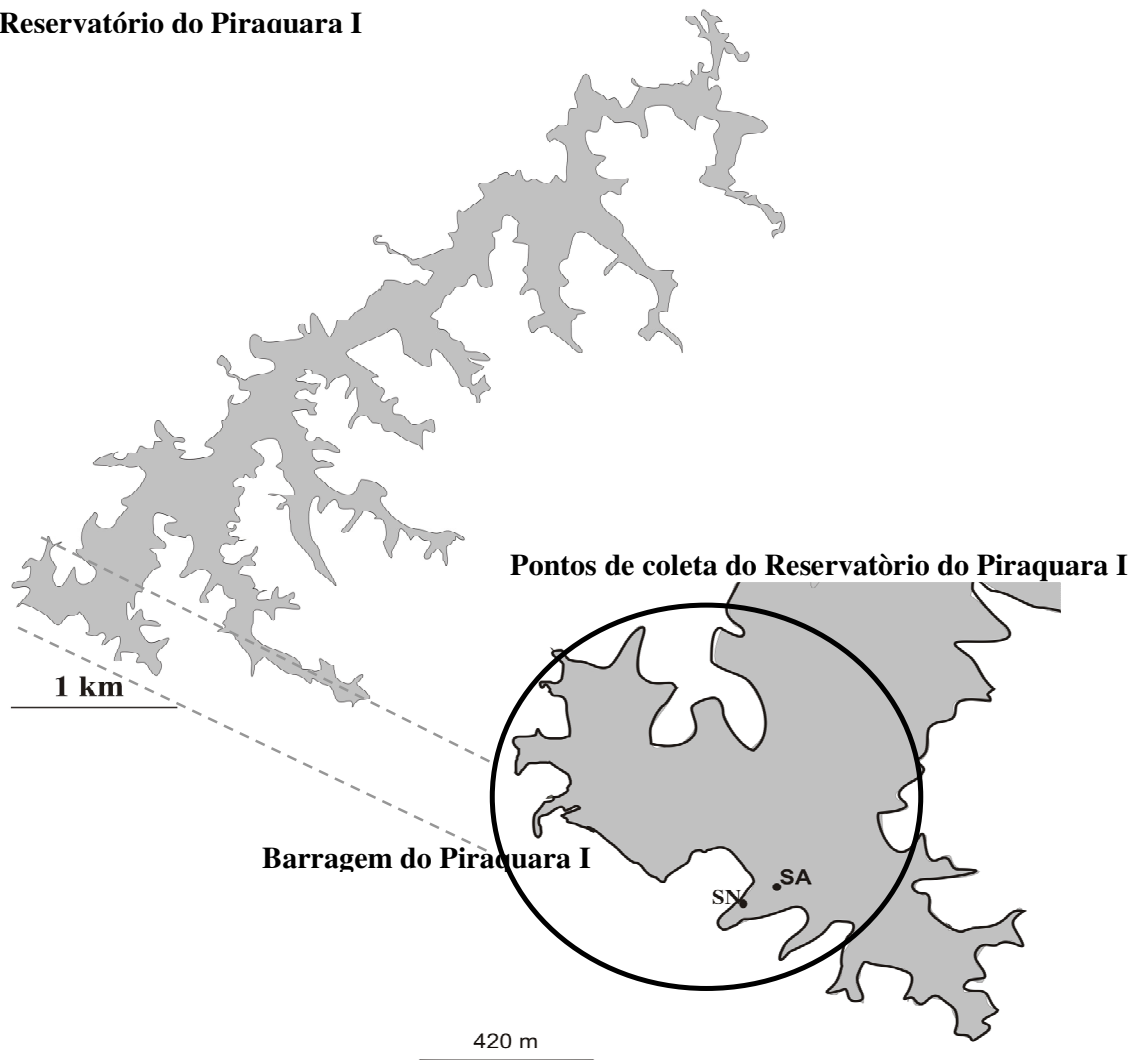 Reservatório do Piraquara I
Pontos de coleta do Reservatòrio do Piraquara I
1 km
Barragem do Piraquara I
SA
SN
420 m